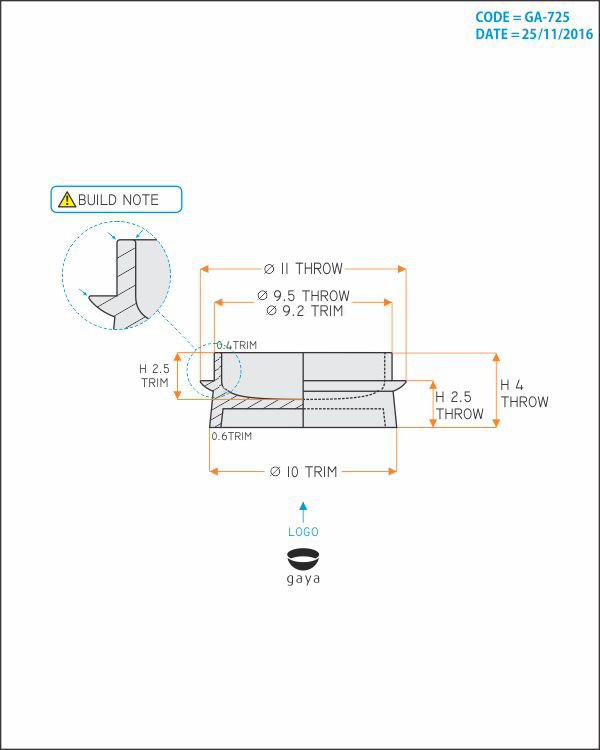 CODE = GA-725
DATE = 25/11/2016
BUILD NOTE
Ø 11 THROW
Ø 9.5 THROW
Ø 9.2 TRIM
0.4TRIM
H 2.5
TRIM
H 2.5
THROW
H 4
THROW
0.6TRIM
Ø 10 TRIM
LOGO
gaya